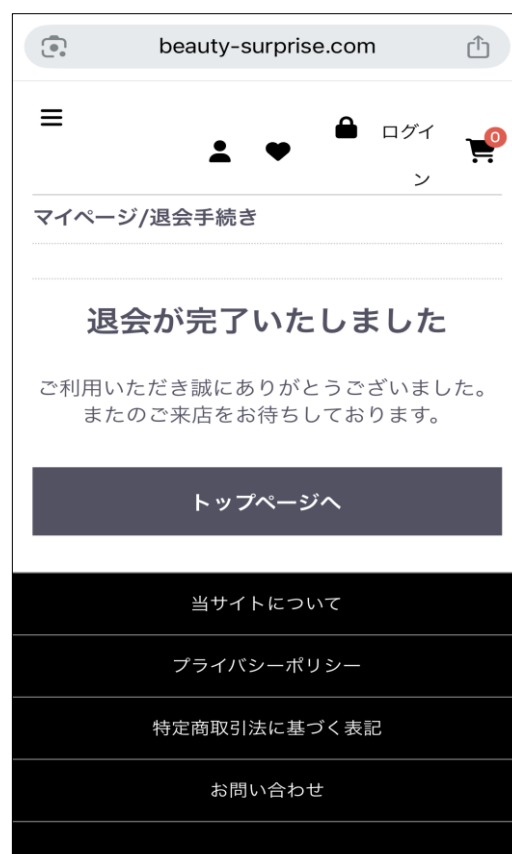 beauty-surprise.com
ログイ
ン
0
マイページ/退会手続き
退会が完了いたしました
ご利用いただき誠にありがとうございました。
またのご来店をお待ちしております。
トップページへ
当サイトについて
プライバシーポリシー
特定商取引法に基づく表記
お問い合わせ